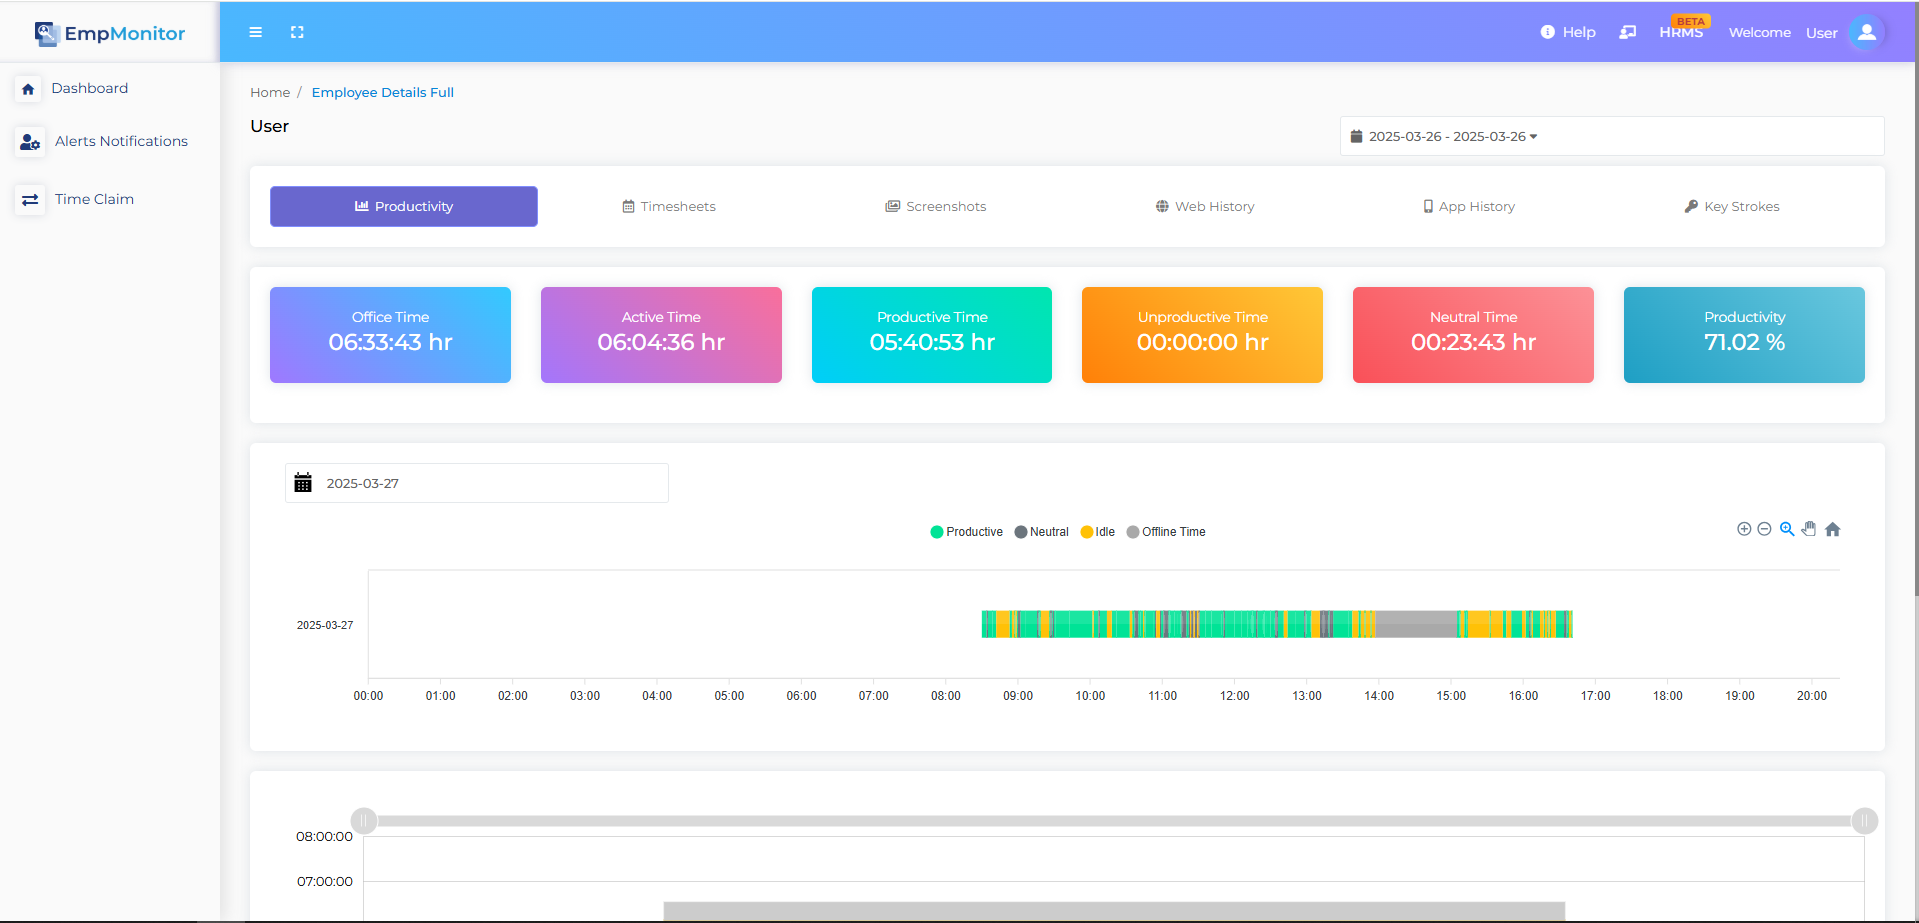 EmpMonitor
Help
HRMS
BETA
Welcome User
Dashboard
Alerts Notifications
Time Claim
Home / Employee Details Full
User
2025-03-26 - 2025-03-26
Productivity
Timesheets
Screenshots
Web History
App History
Key Strokes
Office Time
06:33:43 hr
Active Time
06:04:36 hr
Productive Time
05:40:53 hr
Unproductive Time
00:00:00 hr
Neutral Time
00:23:43 hr
Productivity
71.02 %
2025-03-27
Productive Neutral Idle Offline Time
2025-03-27
00:00 01:00 02:00 03:00 04:00 05:00 06:00 07:00 08:00 09:00 10:00 11:00 12:00 13:00 14:00 15:00 16:00 17:00 18:00 19:00 20:00
08:00:00
07:00:00